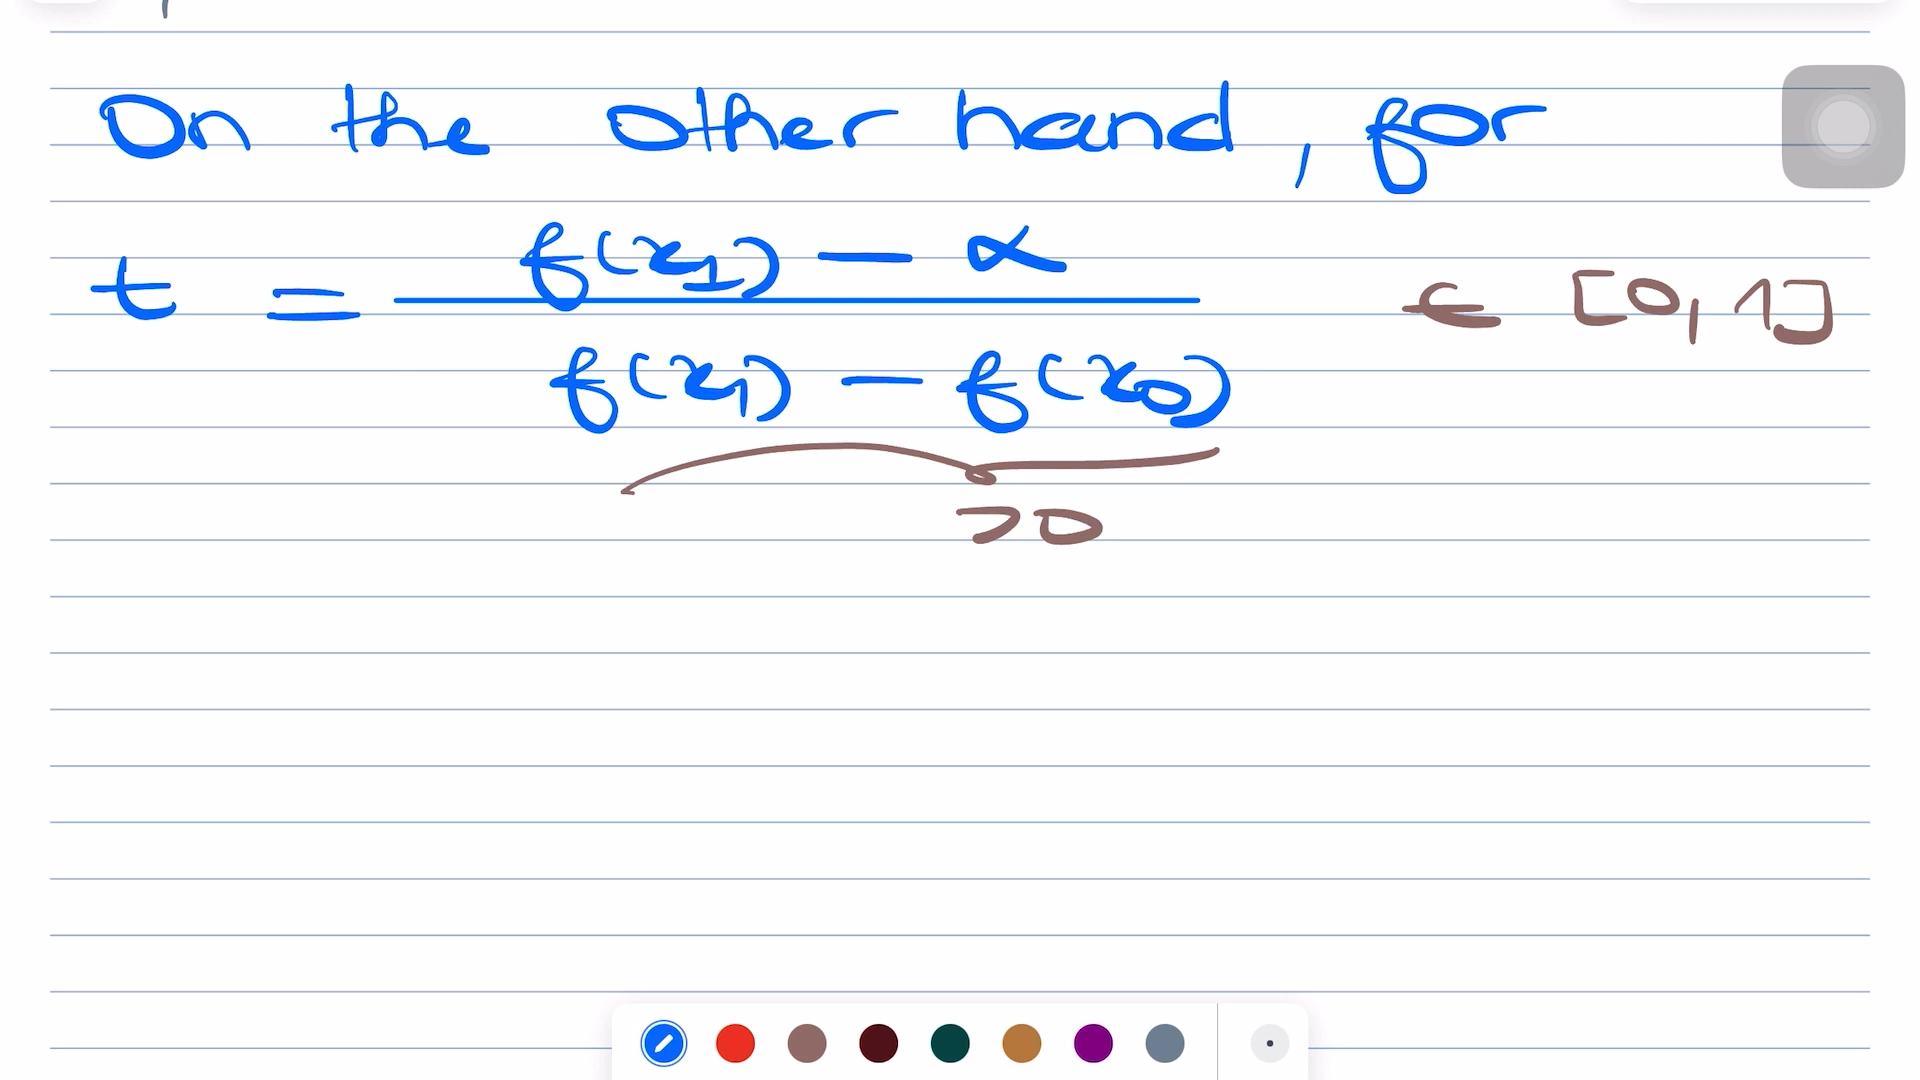 On the other hand, for
t = f(x₁) − α / f(x₁) − f(x₀) ∈ [0,1]
>0